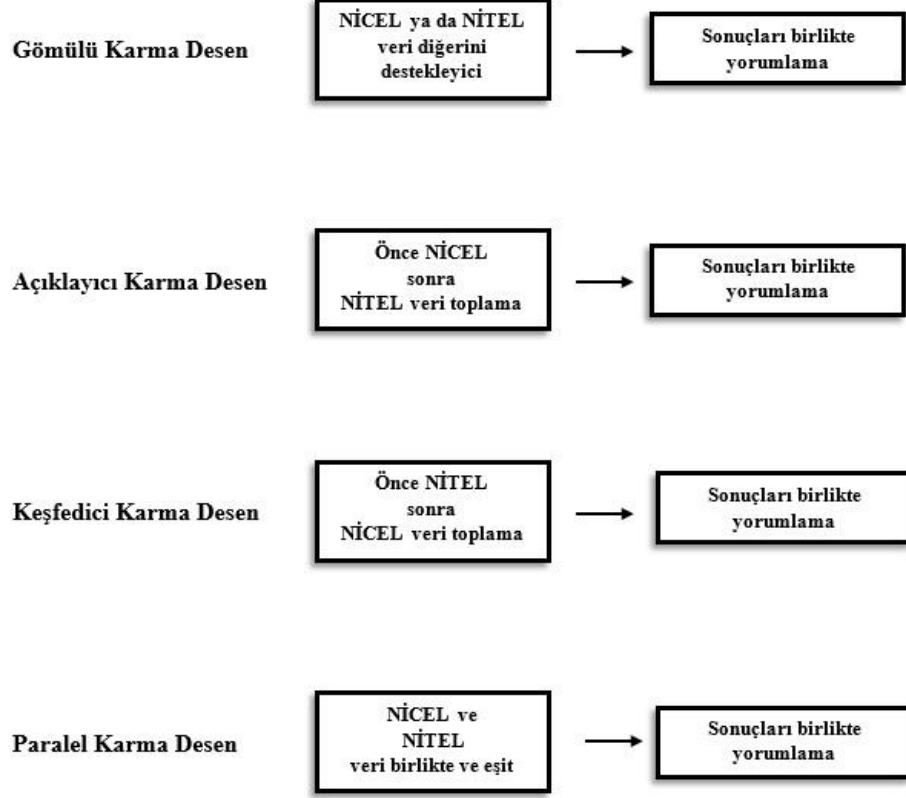 Gömülü Karma Desen
NİCEL ya da NİTEL
veri diğerini
destekleyici
Sonuçları birlikte
yorumlama
Açıklayıcı Karma Desen
Önce NİCEL
sonra
NİTEL veri toplama
Sonuçları birlikte
yorumlama
Keşfedici Karma Desen
Önce NİTEL
sonra
NİCEL veri toplama
Sonuçları birlikte
yorumlama
Paralel Karma Desen
NİCEL ve
NİTEL
veri birlikte ve eşit
Sonuçları birlikte
yorumlama